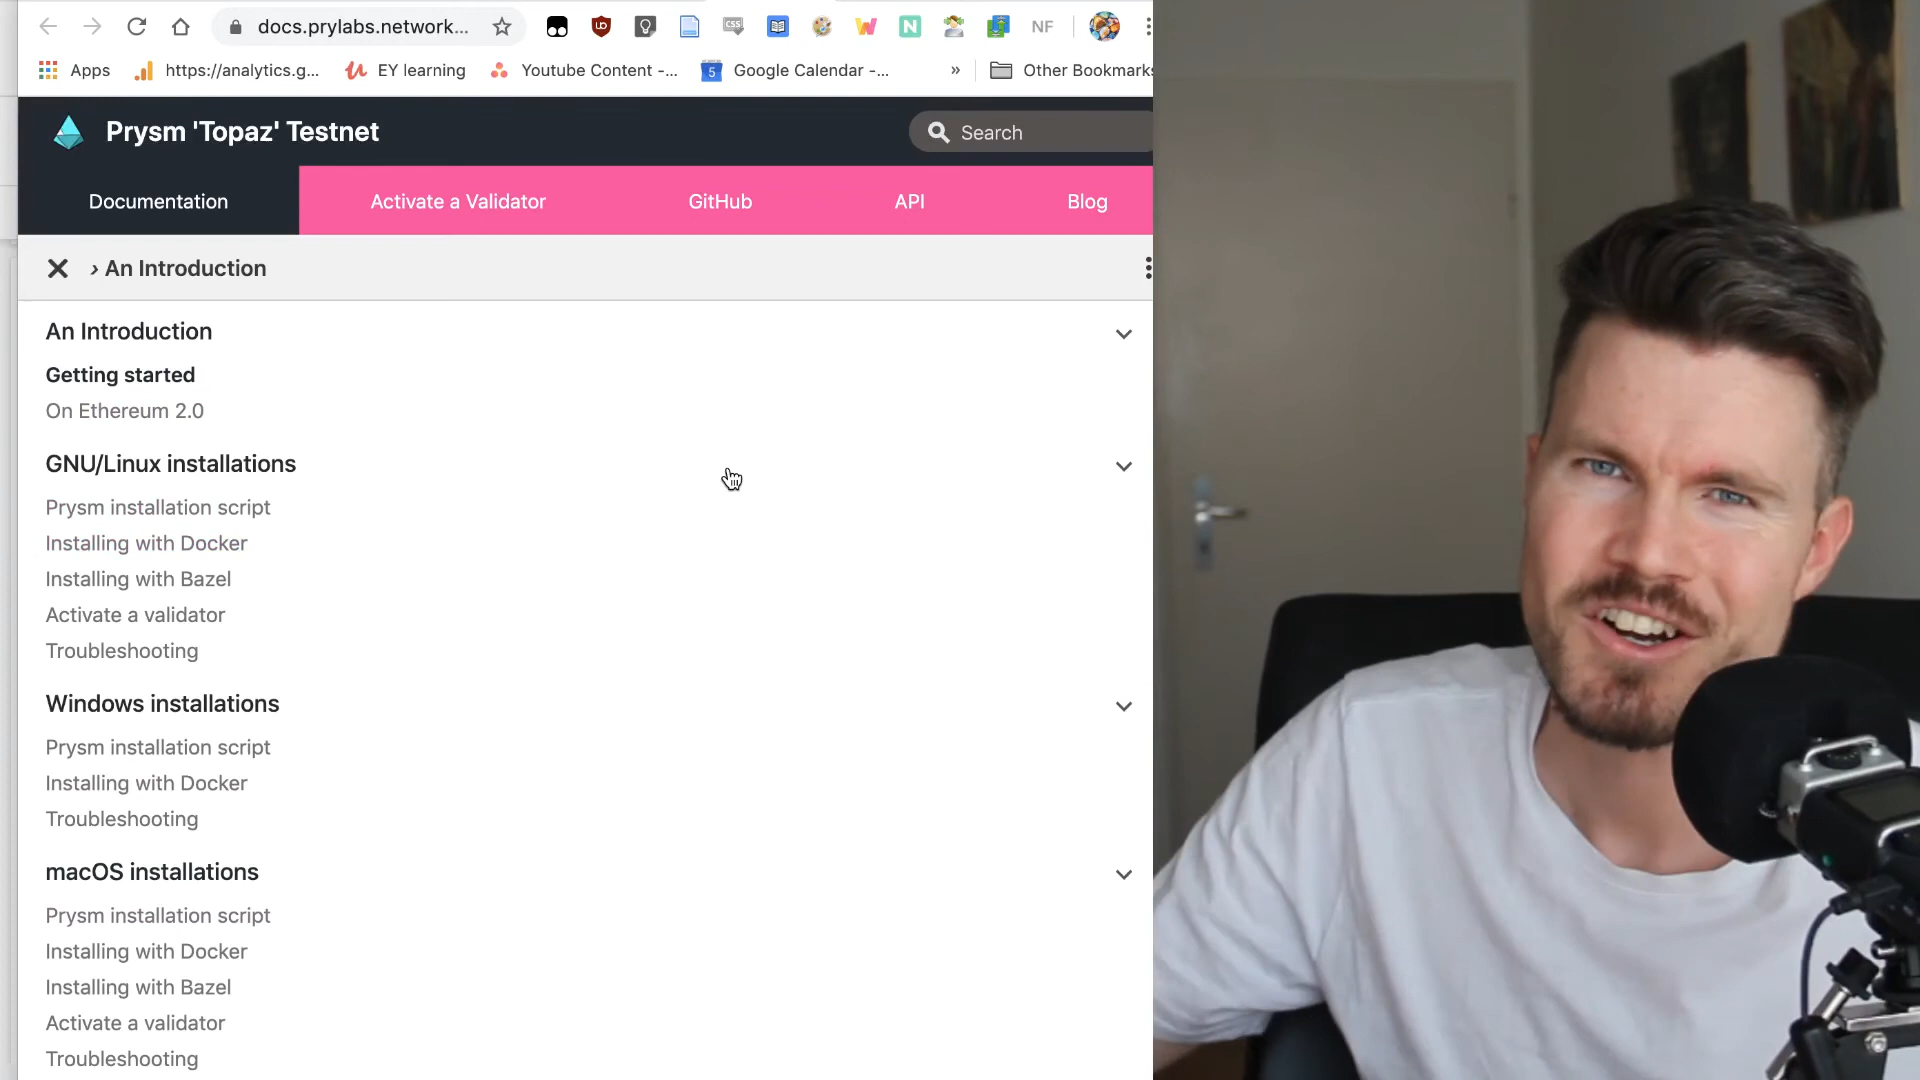 docs.prylabs.network...
CSS
NF
Apps
https://analytics.g...
EY learning
Youtube Content -...
5
Google Calendar -...
»
Other Bookmarks
Prysm 'Topaz' Testnet
Search
Documentation
Activate a Validator
GitHub
API
Blog
› An Introduction
An Introduction
Getting started
On Ethereum 2.0
GNU/Linux installations
Prysm installation script
Installing with Docker
Installing with Bazel
Activate a validator
Troubleshooting
Windows installations
Prysm installation script
Installing with Docker
Troubleshooting
macOS installations
Prysm installation script
Installing with Docker
Installing with Bazel
Activate a validator
Troubleshooting